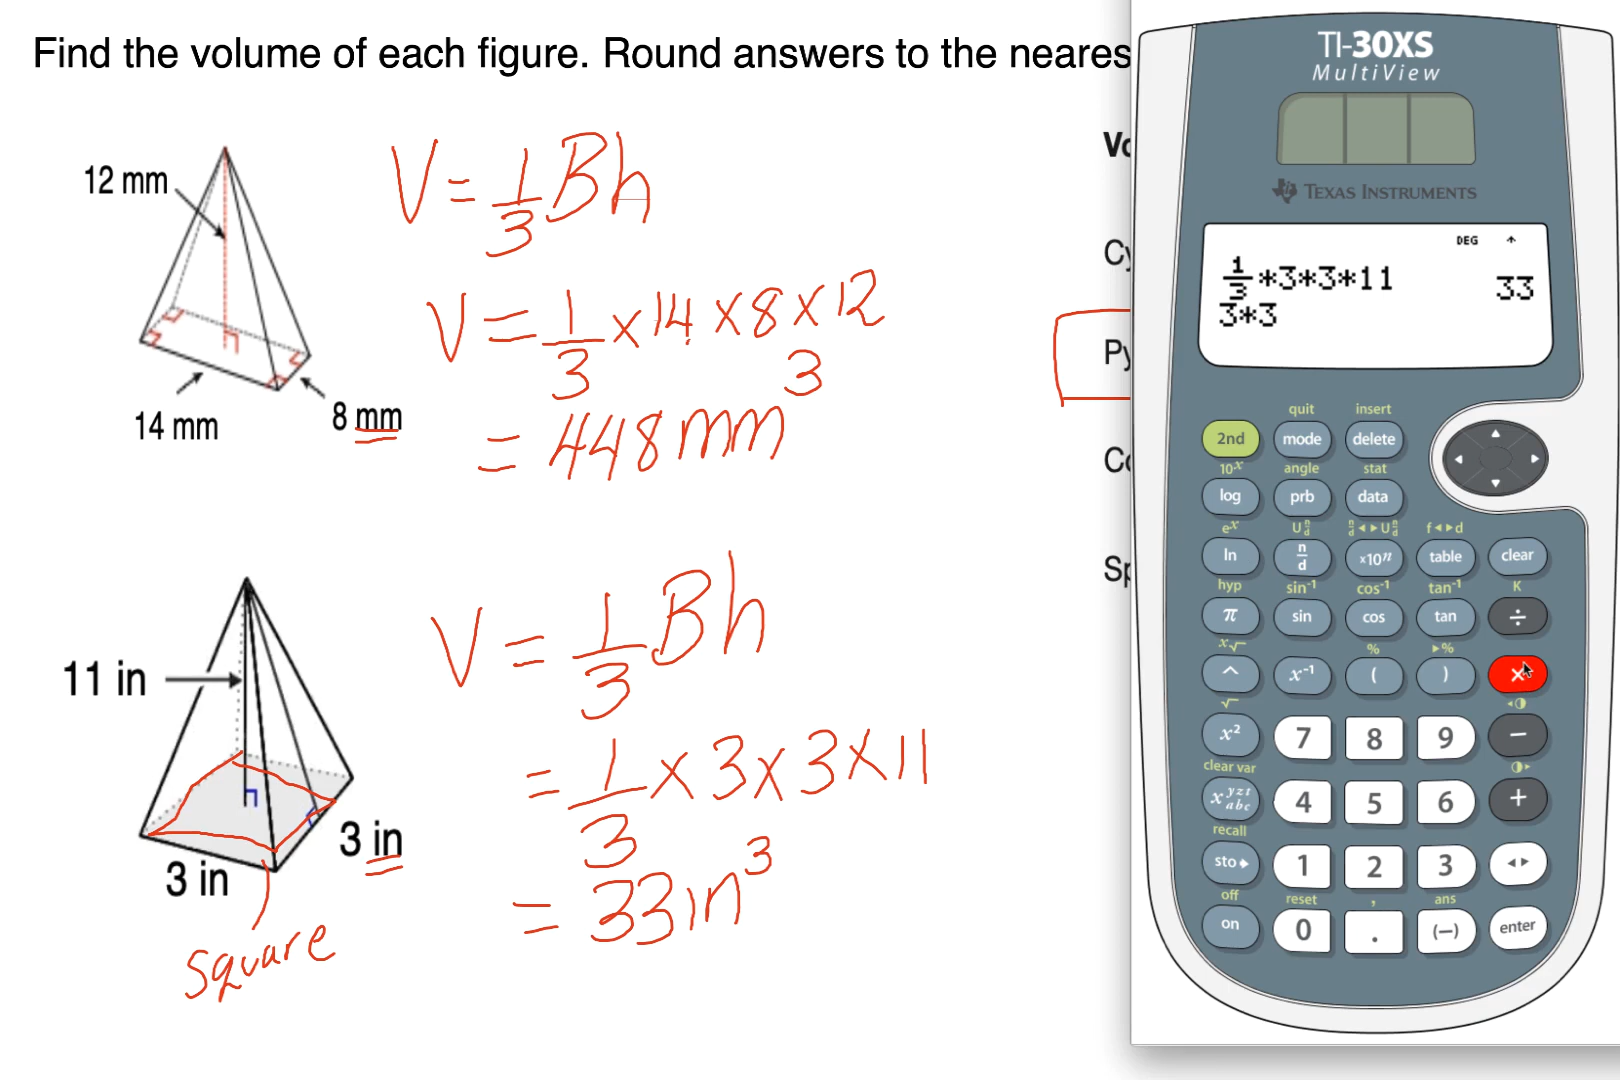 Find the volume of each figure. Round answers to the neares
12 mm
14 mm
8 mm
V = 1/3 Bh
V = 1/3 × 14 × 8 × 12
= 448 mm³
11 in
3 in
3 in
square
V = 1/3 Bh
= 1/3 × 3 × 3 × 11
= 33 in³
Vo
Cy
Py
Co
Sp
TI-30XS
MultiView
TEXAS INSTRUMENTS
DEG ↑
1/3*3*3*11 33
3*3
quit insert
2nd mode delete
10ˣ angle stat
log prb data
eˣ U n/d n/d◄►U n/d f◄►d
ln n/d ×10ⁿ table clear
hyp sin⁻¹ cos⁻¹ tan⁻¹ K
π sin cos tan ÷
ˣ√ % ►%
^ x⁻¹ ( ) ×
√
x² 7 8 9 −
clear var
x yzt abc 4 5 6 +
recall
sto► 1 2 3 ◄►
off reset , ans
on 0 . (−) enter